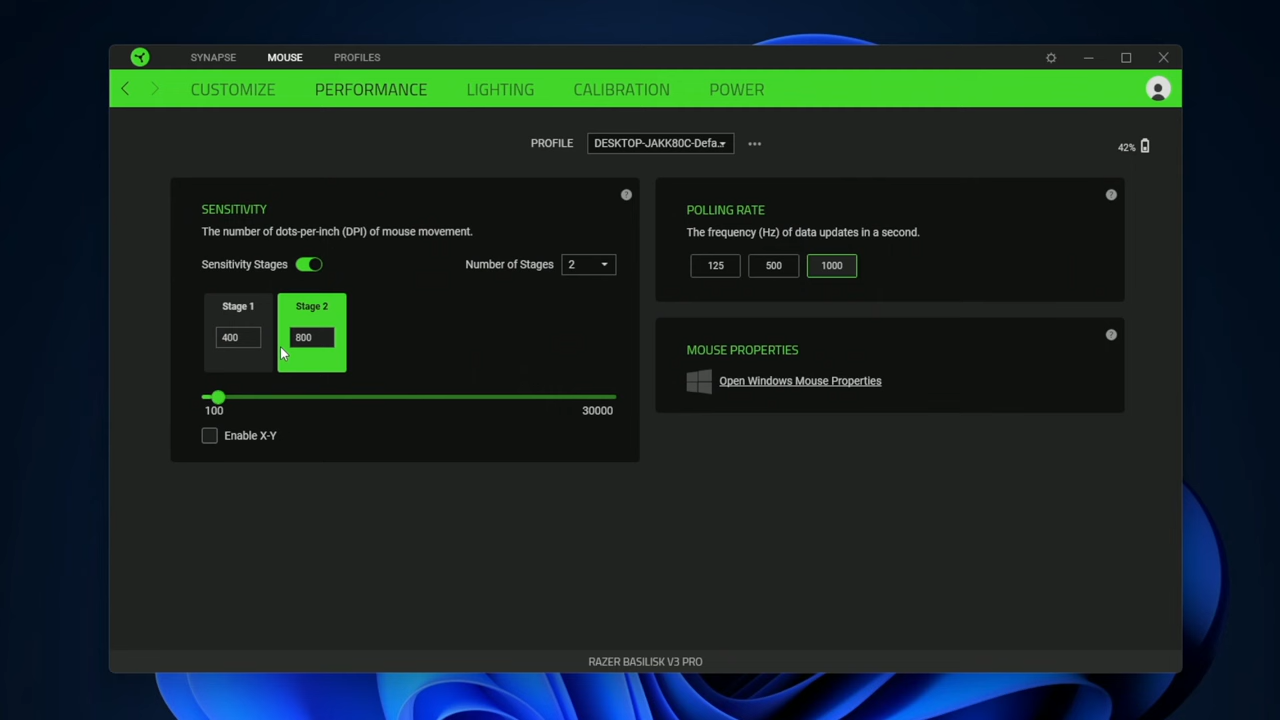 SYNAPSE MOUSE PROFILES
CUSTOMIZE PERFORMANCE LIGHTING CALIBRATION POWER
PROFILE DESKTOP-JAKK80C-Defa..
42%
SENSITIVITY
The number of dots-per-inch (DPI) of mouse movement.
Sensitivity Stages Number of Stages 2
Stage 1 Stage 2
400 800
100 30000
Enable X-Y
POLLING RATE
The frequency (Hz) of data updates in a second.
125 500 1000
MOUSE PROPERTIES
Open Windows Mouse Properties
RAZER BASILISK V3 PRO